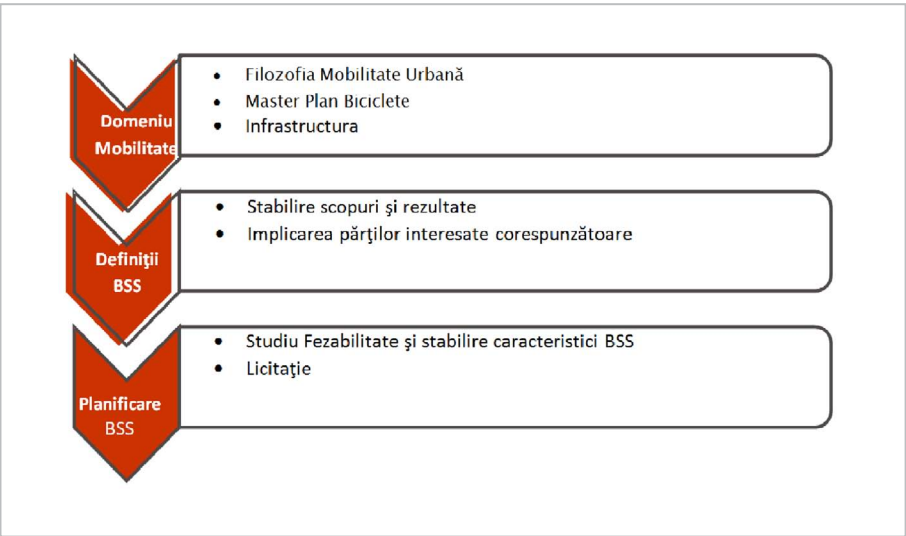 Domeniu
Mobilitate
• Filozofia Mobilitate Urbană
• Master Plan Biciclete
• Infrastructura
Definiţii
BSS
• Stabilire scopuri şi rezultate
• Implicarea părţilor interesate corespunzătoare
Planificare
BSS
• Studiu Fezabilitate şi stabilire caracteristici BSS
• Licitaţie